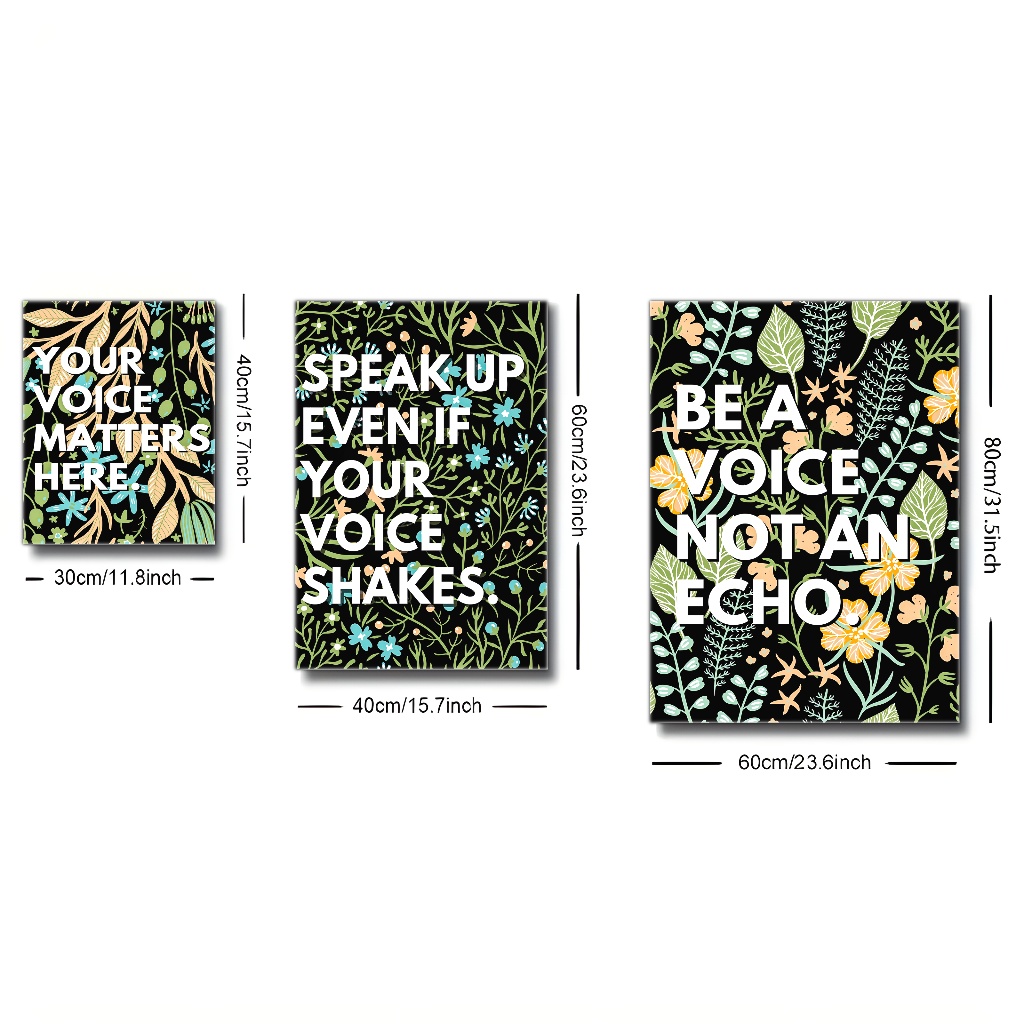 YOUR
VOICE
MATTERS
HERE.
40cm/15.7inch
30cm/11.8inch
SPEAK UP
EVEN IF
YOUR
VOICE
SHAKES.
60cm/23.6inch
40cm/15.7inch
BE A
VOICE
NOT AN
ECHO.
80cm/31.5inch
60cm/23.6inch